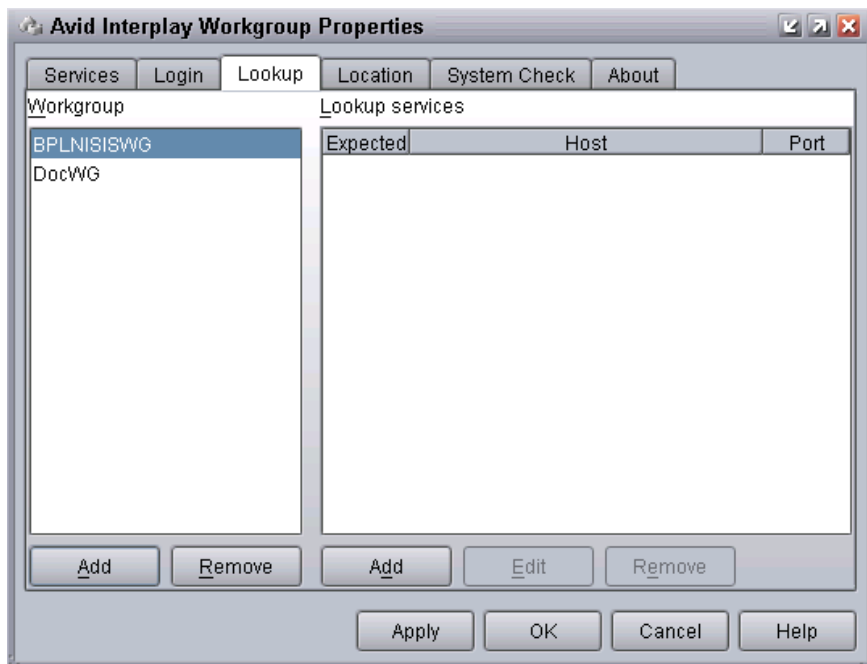 Avid Interplay Workgroup Properties
Services Login Lookup Location System Check About
Workgroup
Lookup services
BPLNISISWG
DocWG
Expected Host Port
Add Remove Add Edit Remove
Apply OK Cancel Help